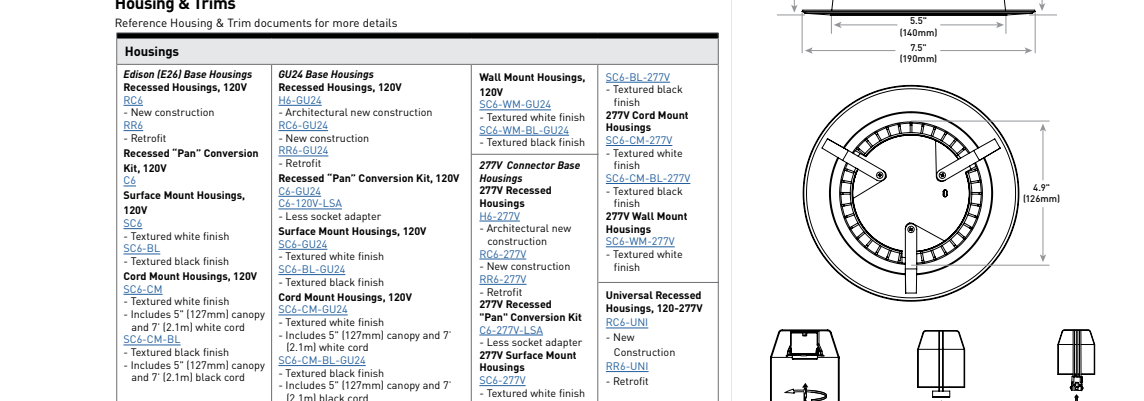 Housing & Trims
Reference Housing & Trim documents for more details
Housings
Edison (E26) Base Housings
Recessed Housings, 120V
RC6
- New construction
RR6
- Retrofit
Recessed “Pan” Conversion
Kit, 120V
C6
Surface Mount Housings,
120V
SC6
- Textured white finish
SC6-BL
- Textured black finish
Cord Mount Housings, 120V
SC6-CM
- Textured white finish
- Includes 5" (127mm) canopy
and 7' (2.1m) white cord
SC6-CM-BL
- Textured black finish
- Includes 5" (127mm) canopy
and 7' (2.1m) black cord
GU24 Base Housings
Recessed Housings, 120V
H6-GU24
- Architectural new construction
RC6-GU24
- New construction
RR6-GU24
- Retrofit
Recessed “Pan” Conversion Kit, 120V
C6-GU24
C6-120V-LSA
- Less socket adapter
Surface Mount Housings, 120V
SC6-GU24
- Textured white finish
SC6-BL-GU24
- Textured black finish
Cord Mount Housings, 120V
SC6-CM-GU24
- Textured white finish
- Includes 5" (127mm) canopy and 7'
(2.1m) white cord
SC6-CM-BL-GU24
- Textured black finish
- Includes 5" (127mm) canopy and 7'
(2.1m) black cord
Wall Mount Housings,
120V
SC6-WM-GU24
- Textured white finish
SC6-WM-BL-GU24
- Textured black finish
277V Connector Base
Housings
277V Recessed
Housings
H6-277V
- Architectural new
construction
RC6-277V
- New construction
RR6-277V
- Retrofit
277V Recessed
"Pan" Conversion Kit
C6-277V-LSA
- Less socket adapter
277V Surface Mount
Housings
SC6-277V
- Textured white finish
SC6-BL-277V
- Textured black
finish
277V Cord Mount
Housings
SC6-CM-277V
- Textured white
finish
SC6-CM-BL-277V
- Textured black
finish
277V Wall Mount
Housings
SC6-WM-277V
- Textured white
finish
Universal Recessed
Housings, 120-277V
RC6-UNI
- New
Construction
RR6-UNI
- Retrofit
5.5"
(140mm)
7.5"
(190mm)
4.9"
(126mm)